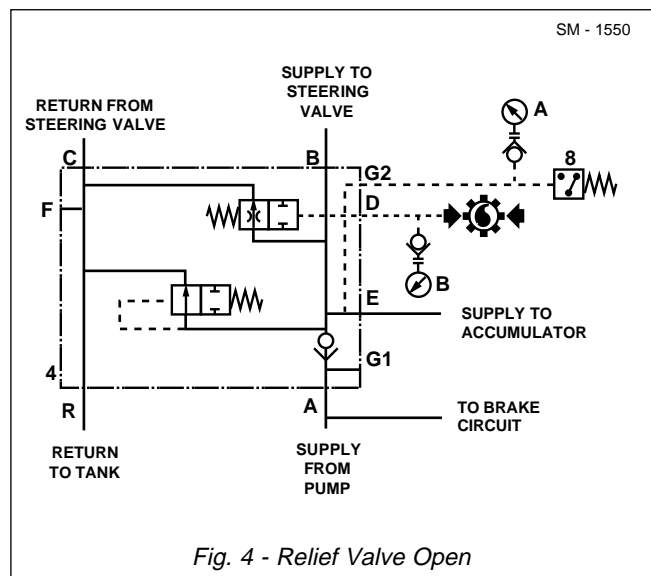 SM - 1550
SUPPLY TO
STEERING
VALVE
RETURN FROM
STEERING VALVE
A
C
B
G2
8
F
D
B
E
SUPPLY TO
ACCUMULATOR
G1
4
R
A
TO BRAKE
CIRCUIT
RETURN
TO TANK
SUPPLY
FROM
PUMP
Fig. 4 - Relief Valve Open